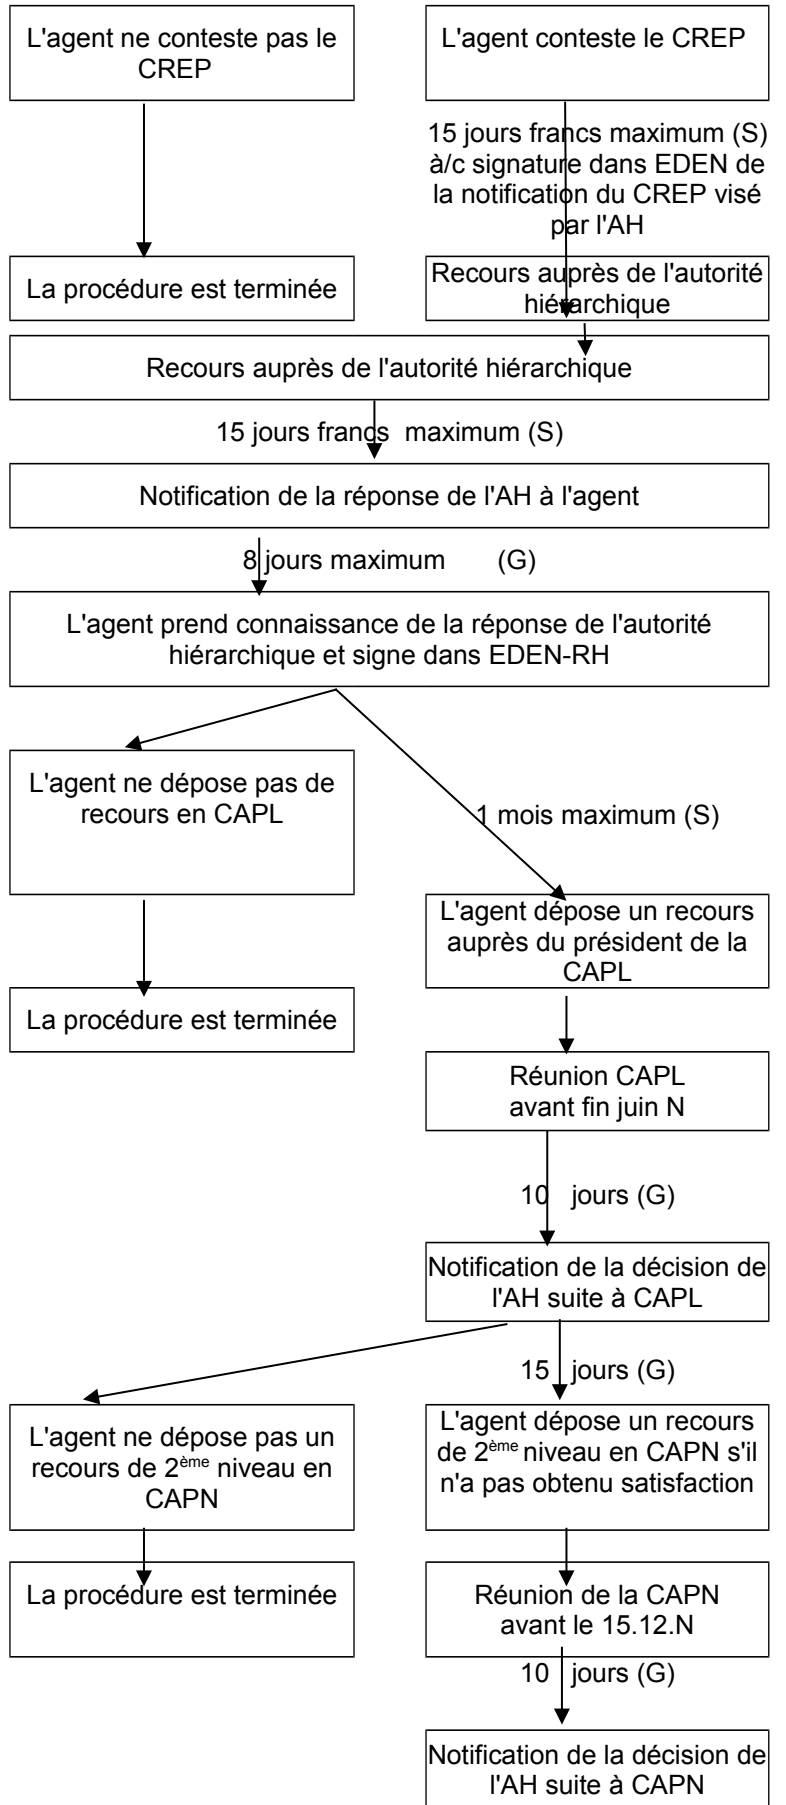 L'agent ne conteste pas le
CREP
L'agent conteste le CREP
15 jours francs maximum (S)
à/c signature dans EDEN de
la notification du CREP visé
par l'AH
La procédure est terminée
Recours auprès de l'autorité
hiérarchique
Recours auprès de l'autorité hiérarchique
15 jours francs maximum (S)
Notification de la réponse de l'AH à l'agent
8 jours maximum (G)
L'agent prend connaissance de la réponse de l'autorité
hiérarchique et signe dans EDEN-RH
L'agent ne dépose pas de
recours en CAPL
1 mois maximum (S)
L'agent dépose un recours
auprès du président de la
CAPL
La procédure est terminée
Réunion CAPL
avant fin juin N
10 jours (G)
Notification de la décision de
l'AH suite à CAPL
15 jours (G)
L'agent ne dépose pas un
recours de 2ème niveau en
CAPN
L'agent dépose un recours
de 2ème niveau en CAPN s'il
n'a pas obtenu satisfaction
La procédure est terminée
Réunion de la CAPN
avant le 15.12.N
10 jours (G)
Notification de la décision de
l'AH suite à CAPN